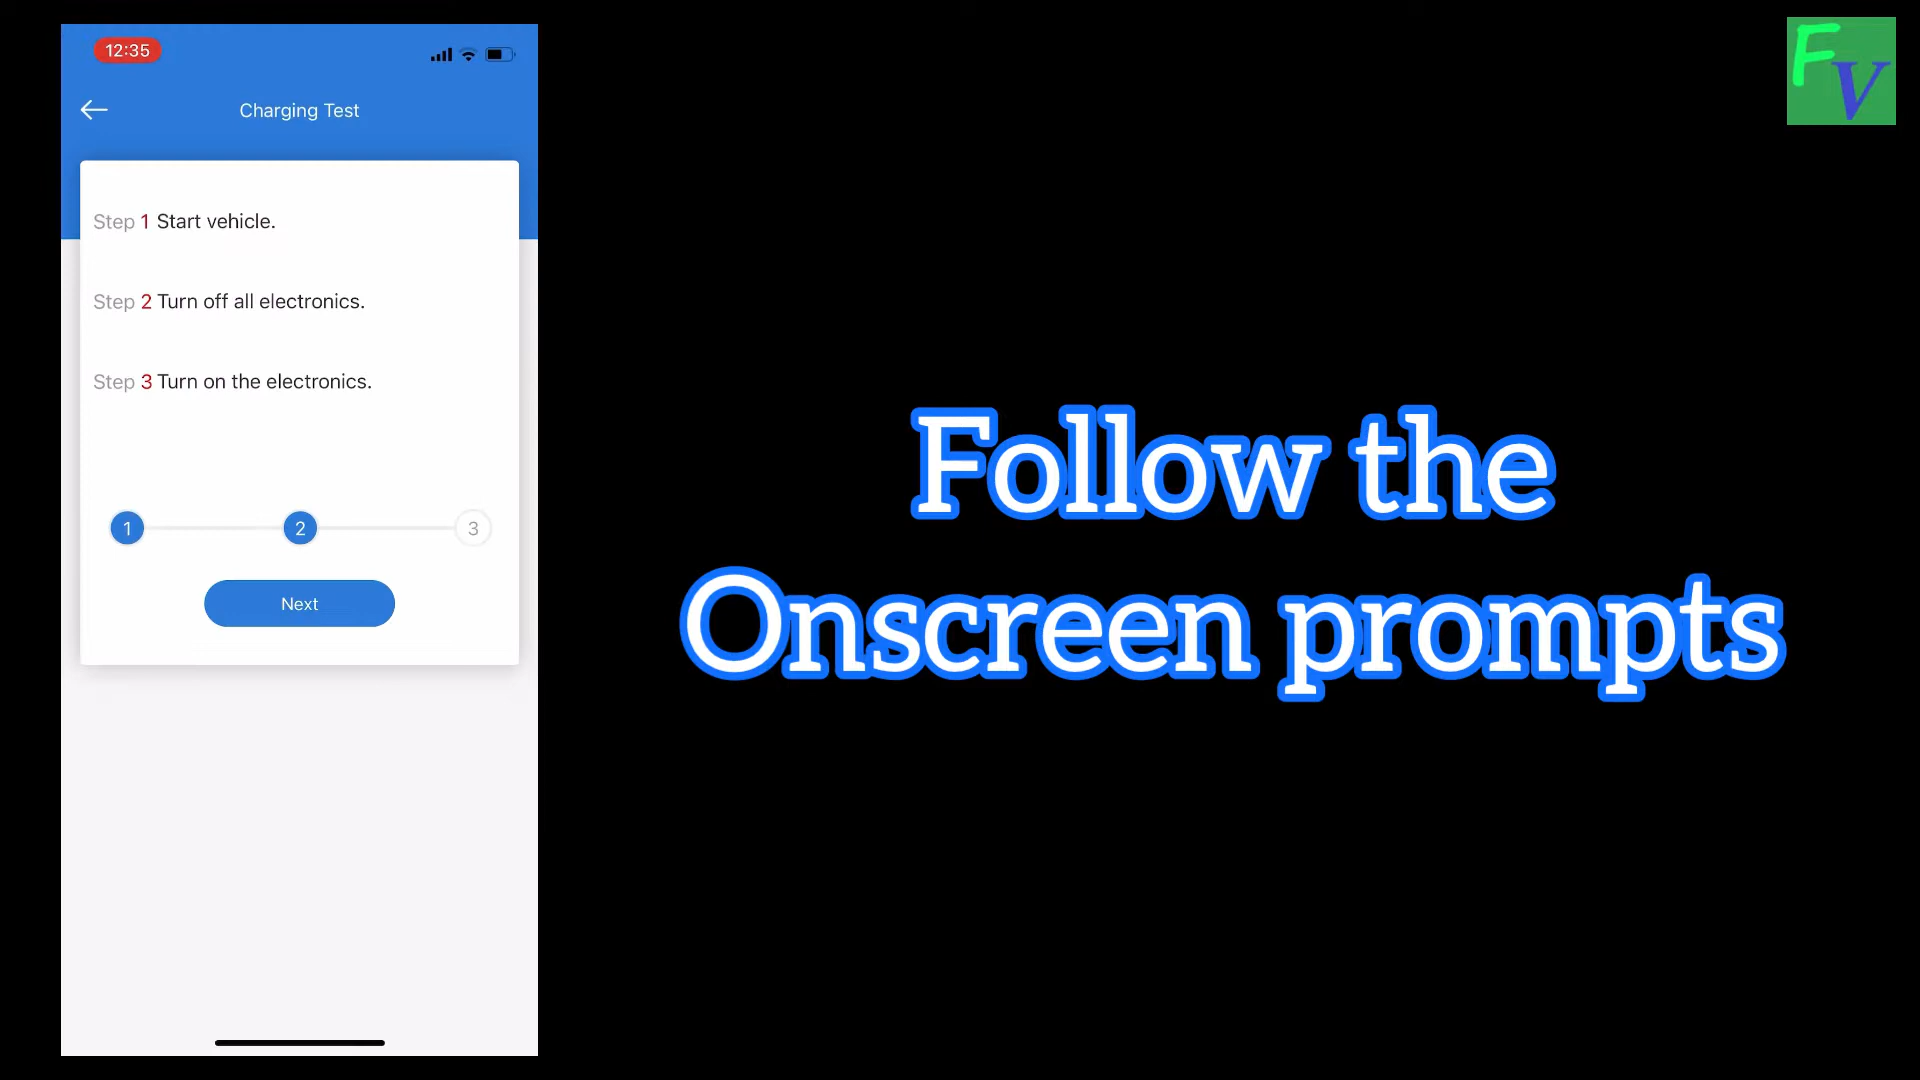 12:35
Charging Test
Step 1 Start vehicle.
Step 2 Turn off all electronics.
Step 3 Turn on the electronics.
1 2 3
Next
FV
Follow the
Onscreen prompts